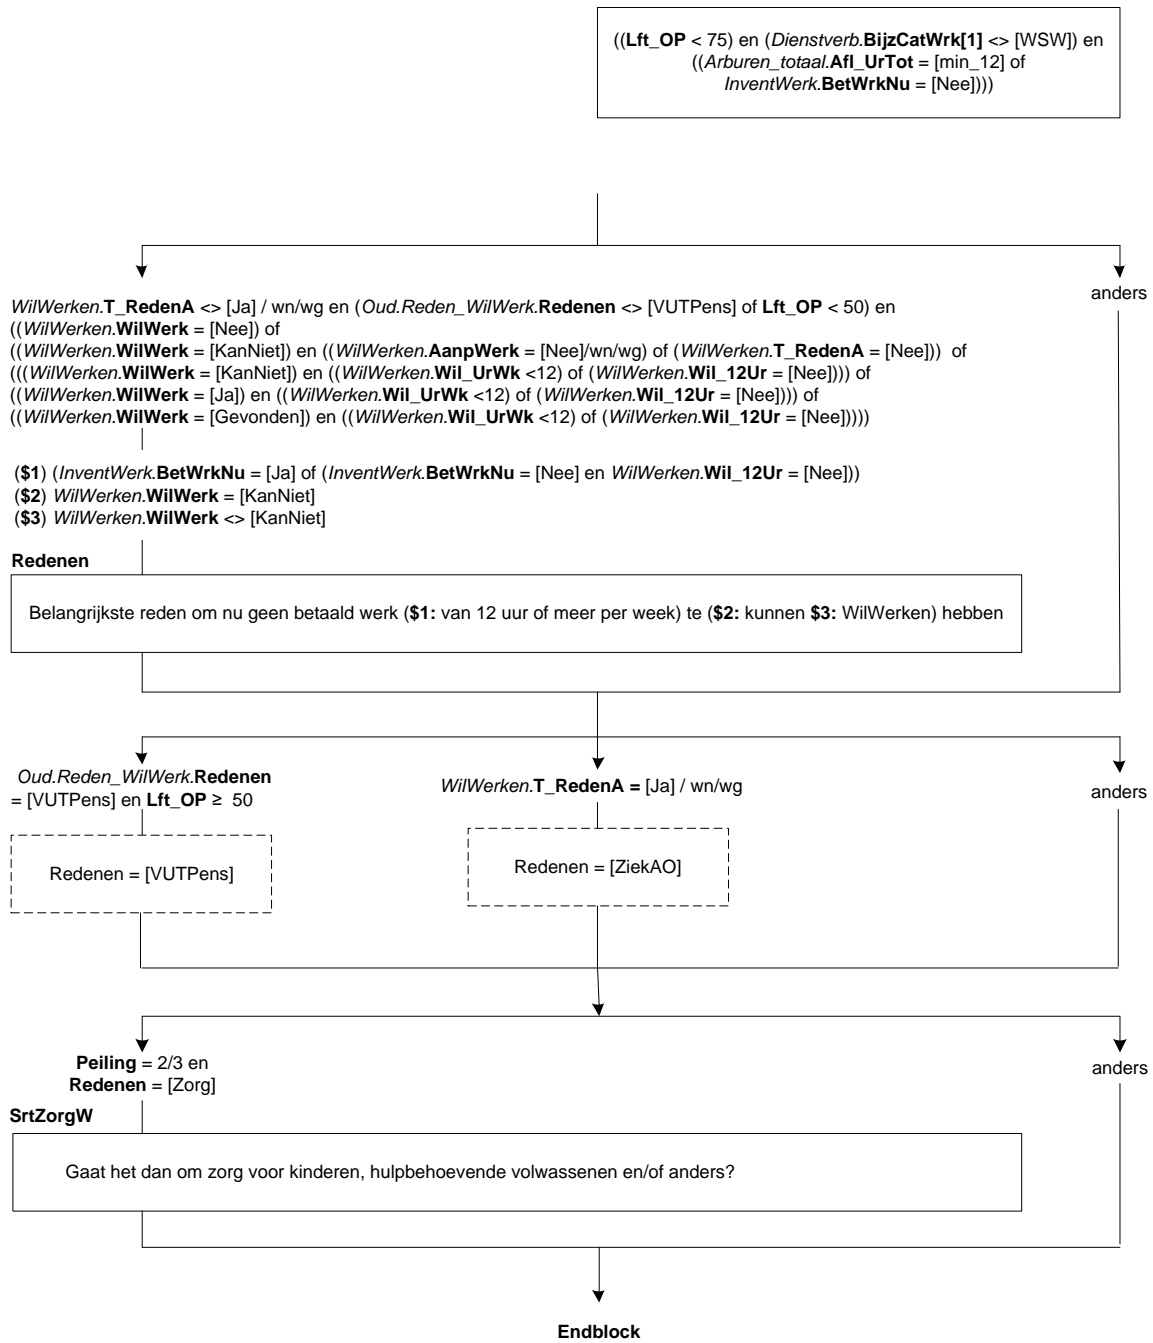 ((Lft_OP < 75) en (Dienstverb.BijzCatWrk[1] <> [WSW]) en
((Arburen_totaal.Afl_UrTot = [min_12] of
InventWerk.BetWrkNu = [Nee])))
WilWerken.T_RedenA <> [Ja] / wn/wg en (Oud.Reden_WilWerk.Redenen <> [VUTPens] of Lft_OP < 50) en
((WilWerken.WilWerk = [Nee]) of
((WilWerken.WilWerk = [KanNiet]) en ((WilWerken.AanpWerk = [Nee]/wn/wg) of (WilWerken.T_RedenA = [Nee])) of
(((WilWerken.WilWerk = [KanNiet]) en ((WilWerken.Wil_UrWk <12) of (WilWerken.Wil_12Ur = [Nee]))) of
((WilWerken.WilWerk = [Ja]) en ((WilWerken.Wil_UrWk <12) of (WilWerken.Wil_12Ur = [Nee]))) of
((WilWerken.WilWerk = [Gevonden]) en ((WilWerken.Wil_UrWk <12) of (WilWerken.Wil_12Ur = [Nee]))))
anders
($1) (InventWerk.BetWrkNu = [Ja] of (InventWerk.BetWrkNu = [Nee] en WilWerken.Wil_12Ur = [Nee]))
($2) WilWerken.WilWerk = [KanNiet]
($3) WilWerken.WilWerk <> [KanNiet]
Redenen
Belangrijkste reden om nu geen betaald werk ($1: van 12 uur of meer per week) te ($2: kunnen $3: WilWerken) hebben
Oud.Reden_WilWerk.Redenen
= [VUTPens] en Lft_OP ≥ 50
WilWerken.T_RedenA = [Ja] / wn/wg
anders
Redenen = [VUTPens]
Redenen = [ZiekAO]
Peiling = 2/3 en
Redenen = [Zorg]
anders
SrtZorgW
Gaat het dan om zorg voor kinderen, hulpbehoevende volwassenen en/of anders?
Endblock